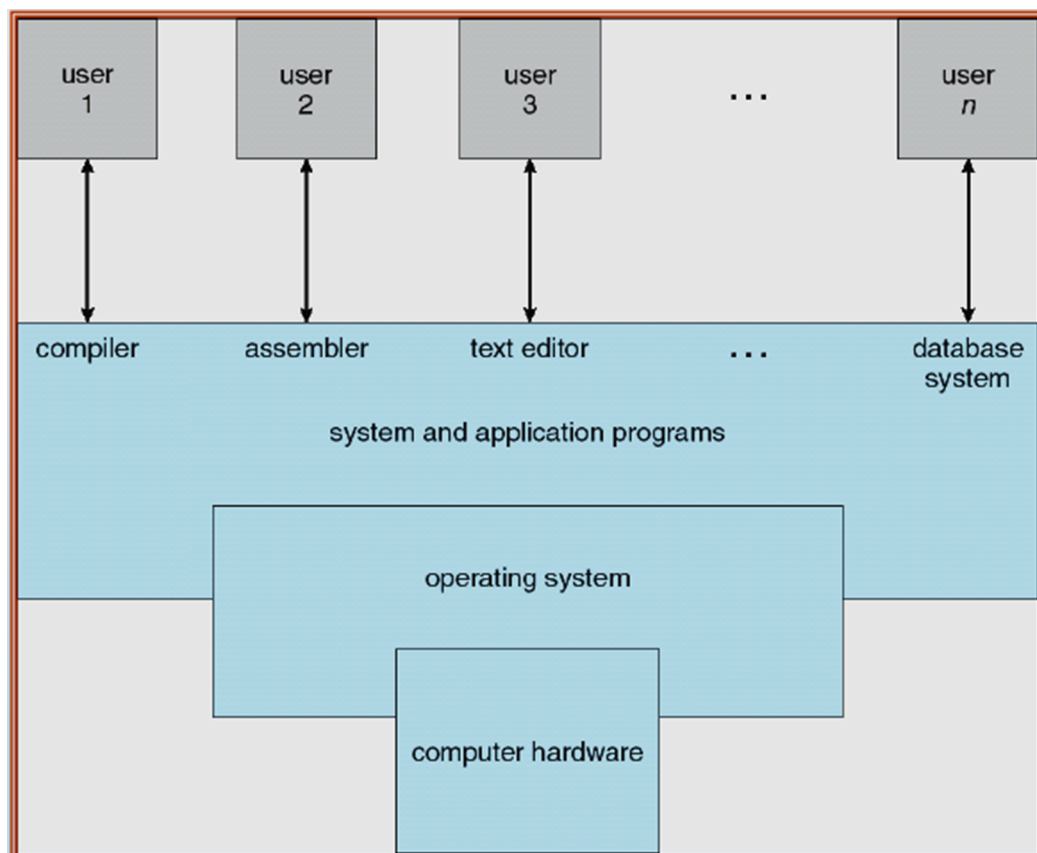 user
1
user
2
user
3
...
user
n
compiler
assembler
text editor
...
database
system
system and application programs
operating system
computer hardware